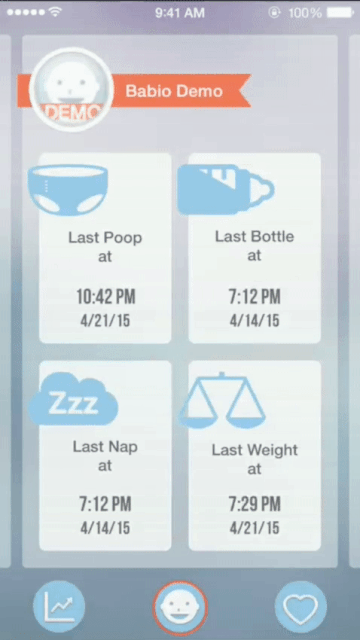 9:41 AM
100%
DEMO
Babio Demo
Last Poop
at
10:42 PM
4/21/15
Last Bottle
at
7:12 PM
4/14/15
Zzz
Last Nap
at
7:12 PM
4/14/15
Last Weight
at
7:29 PM
4/21/15